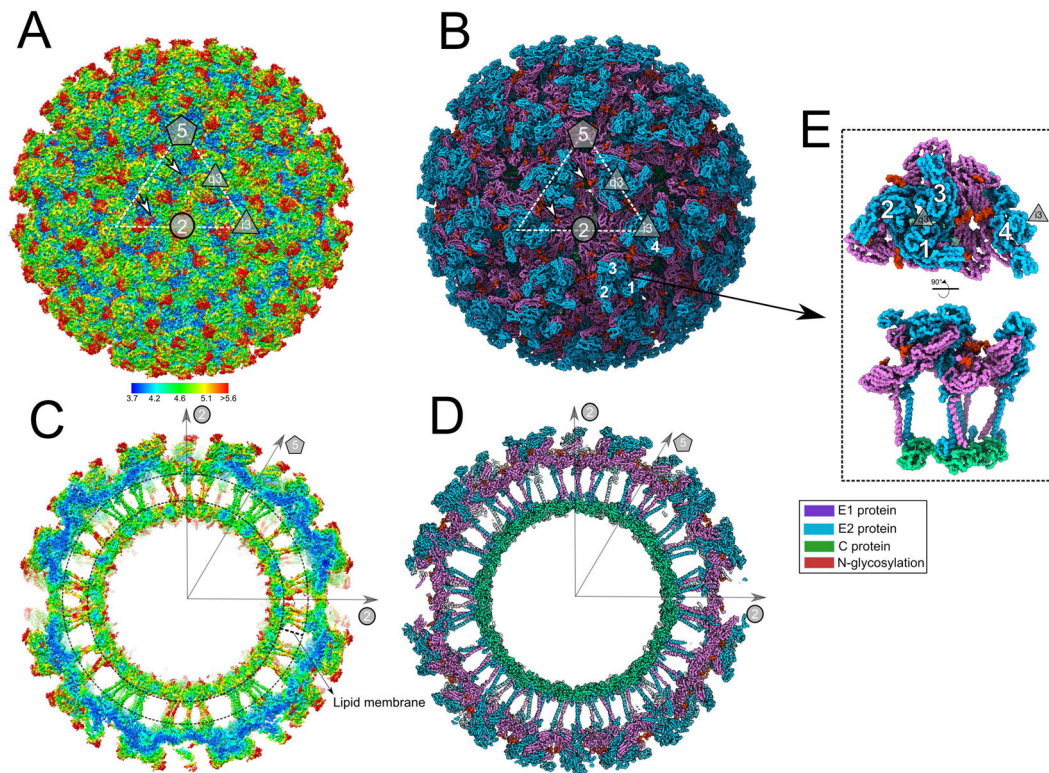 A
B
5
q3
2
i3
5
q3
2
i3
4
3
1
2
E
3
2
q3
1
4
i3
90°
3.7 4.2 4.6 5.1 >5.6
C
2
5
2
Lipid membrane
D
2
5
2
E1 protein
E2 protein
C protein
N-glycosylation